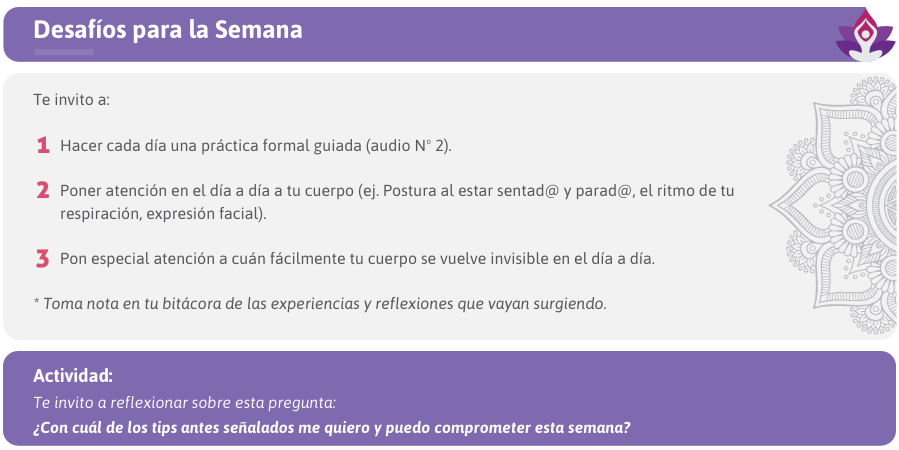 Desafíos para la Semana
Te invito a:
1 Hacer cada día una práctica formal guiada (audio N° 2).
2 Poner atención en el día a día a tu cuerpo (ej. Postura al estar sentad@ y parad@, el ritmo de tu
respiración, expresión facial).
3 Pon especial atención a cuán fácilmente tu cuerpo se vuelve invisible en el día a día.
* Toma nota en tu bitácora de las experiencias y reflexiones que vayan surgiendo.
Actividad:
Te invito a reflexionar sobre esta pregunta:
¿Con cuál de los tips antes señalados me quiero y puedo comprometer esta semana?